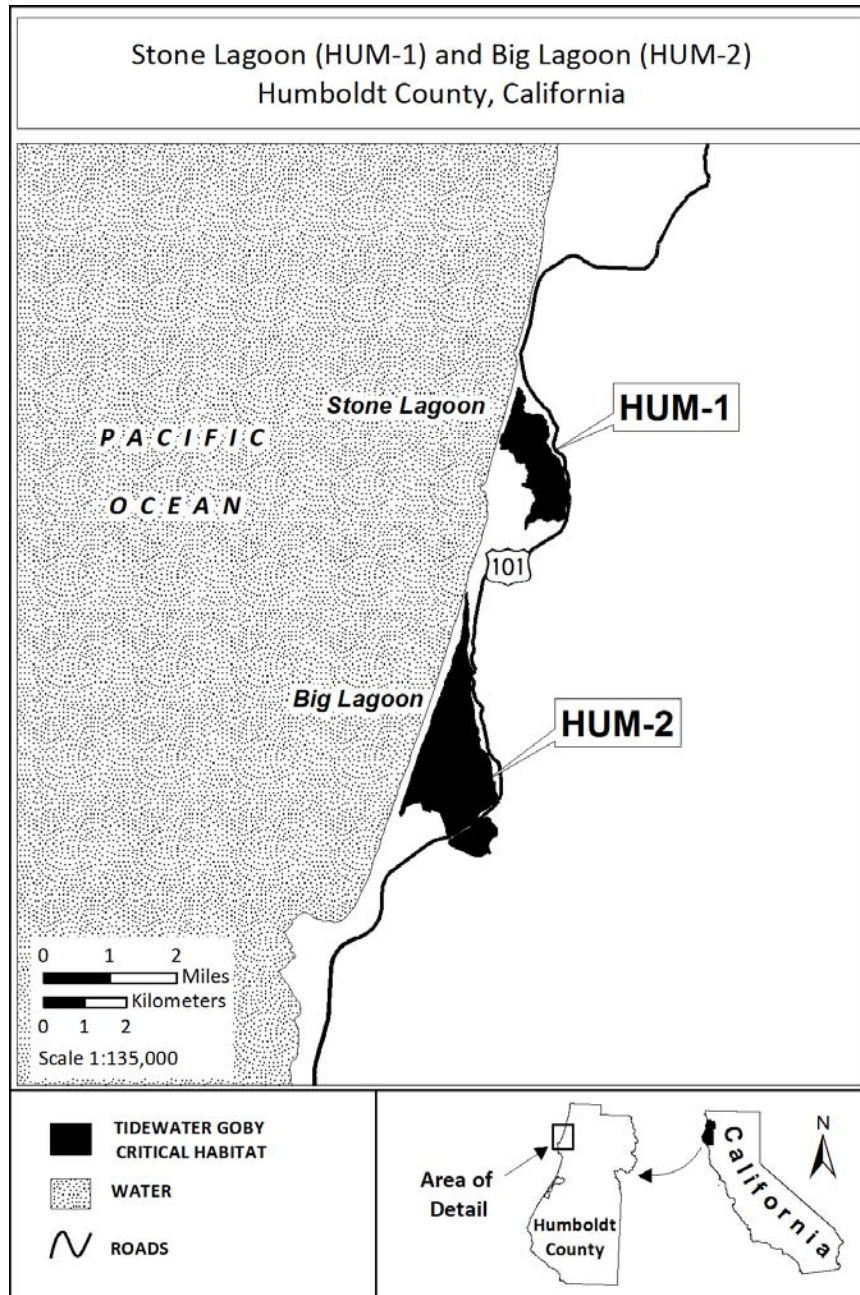 Stone Lagoon (HUM-1) and Big Lagoon (HUM-2)
Humboldt County, California
Stone Lagoon
HUM-1
PACIFIC
OCEAN
101
Big Lagoon
HUM-2
0 1 2
Miles
Kilometers
0 1 2
Scale 1:135,000
TIDEWATER GOBY
CRITICAL HABITAT
WATER
ROADS
Area of
Detail
Humboldt
County
California
N